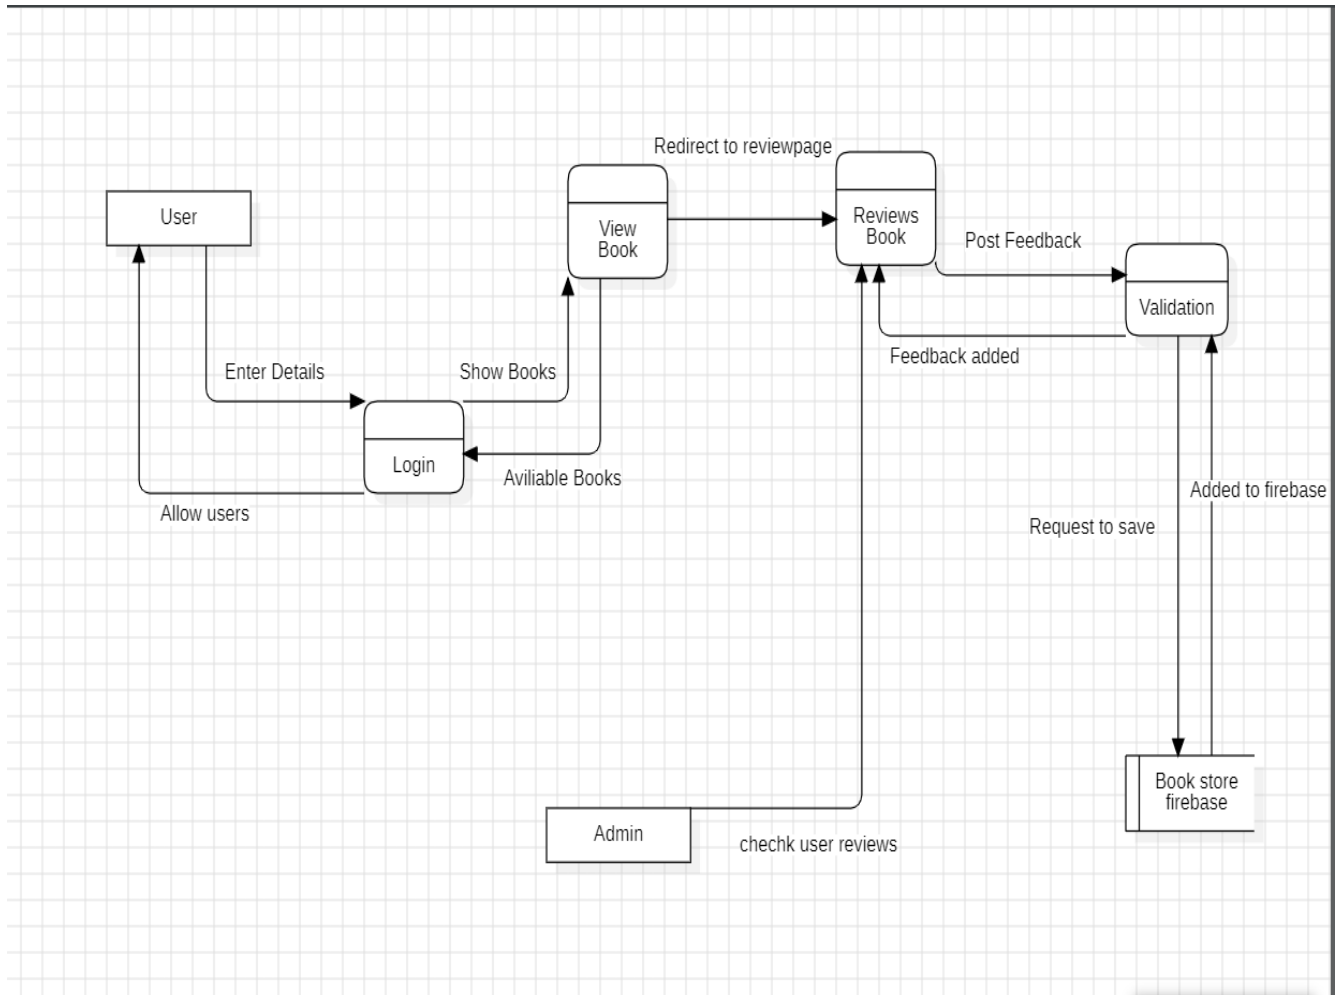 Redirect to reviewpage
User
View
Book
Reviews
Book
Post Feedback
Validation
Feedback added
Enter Details
Show Books
Login
Aviliable Books
Allow users
Added to firebase
Request to save
Book store
firebase
Admin
chechk user reviews